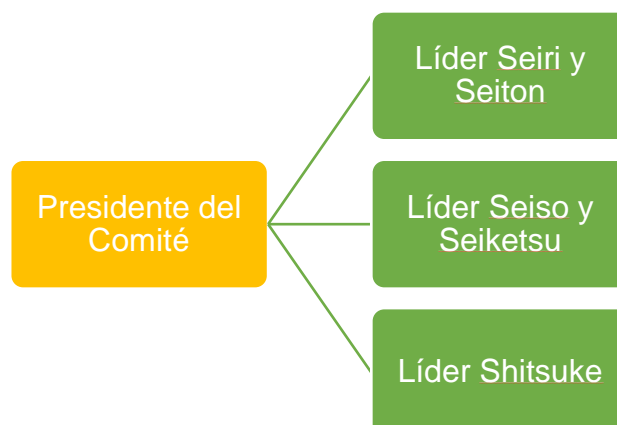 Líder Seiri y
Seiton
Presidente del
Comité
Líder Seiso y
Seiketsu
Líder Shitsuke